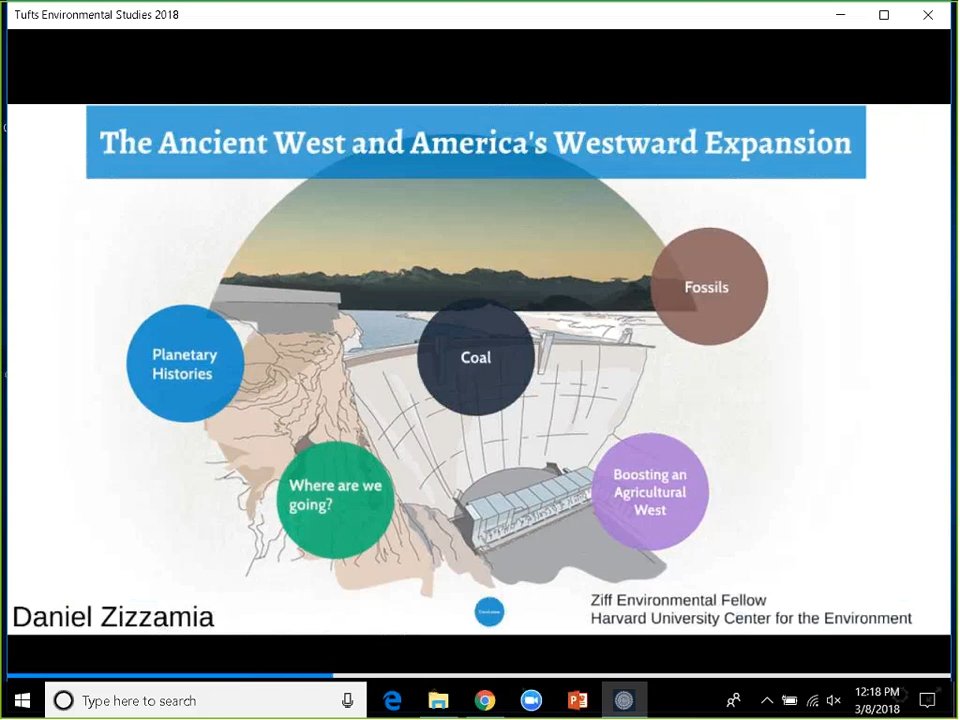 Tufts Environmental Studies 2018
The Ancient West and America's Westward Expansion
Fossils
Planetary
Histories
Coal
Where are we
going?
Boosting an
Agricultural
West
Daniel Zizzamia
Ziff Environmental Fellow
Harvard University Center for the Environment
Type here to search
12:18 PM
3/8/2018